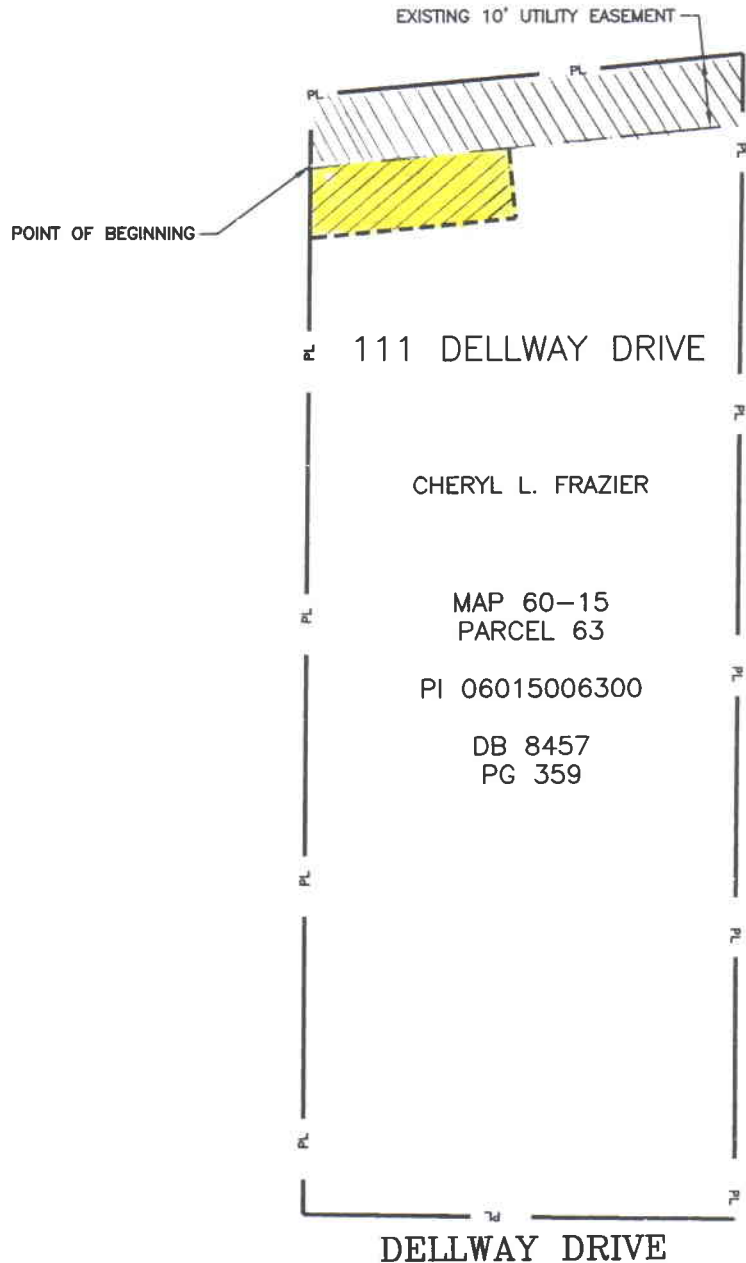 EXISTING 10' UTILITY EASEMENT
PL
PL
PL
POINT OF BEGINNING
PL
111 DELLWAY DRIVE
PL
CHERYL L. FRAZIER
MAP 60-15
PARCEL 63
PL
PL
PI 06015006300
DB 8457
PG 359
PL
PL
PL
PL
PL
DELLWAY DRIVE